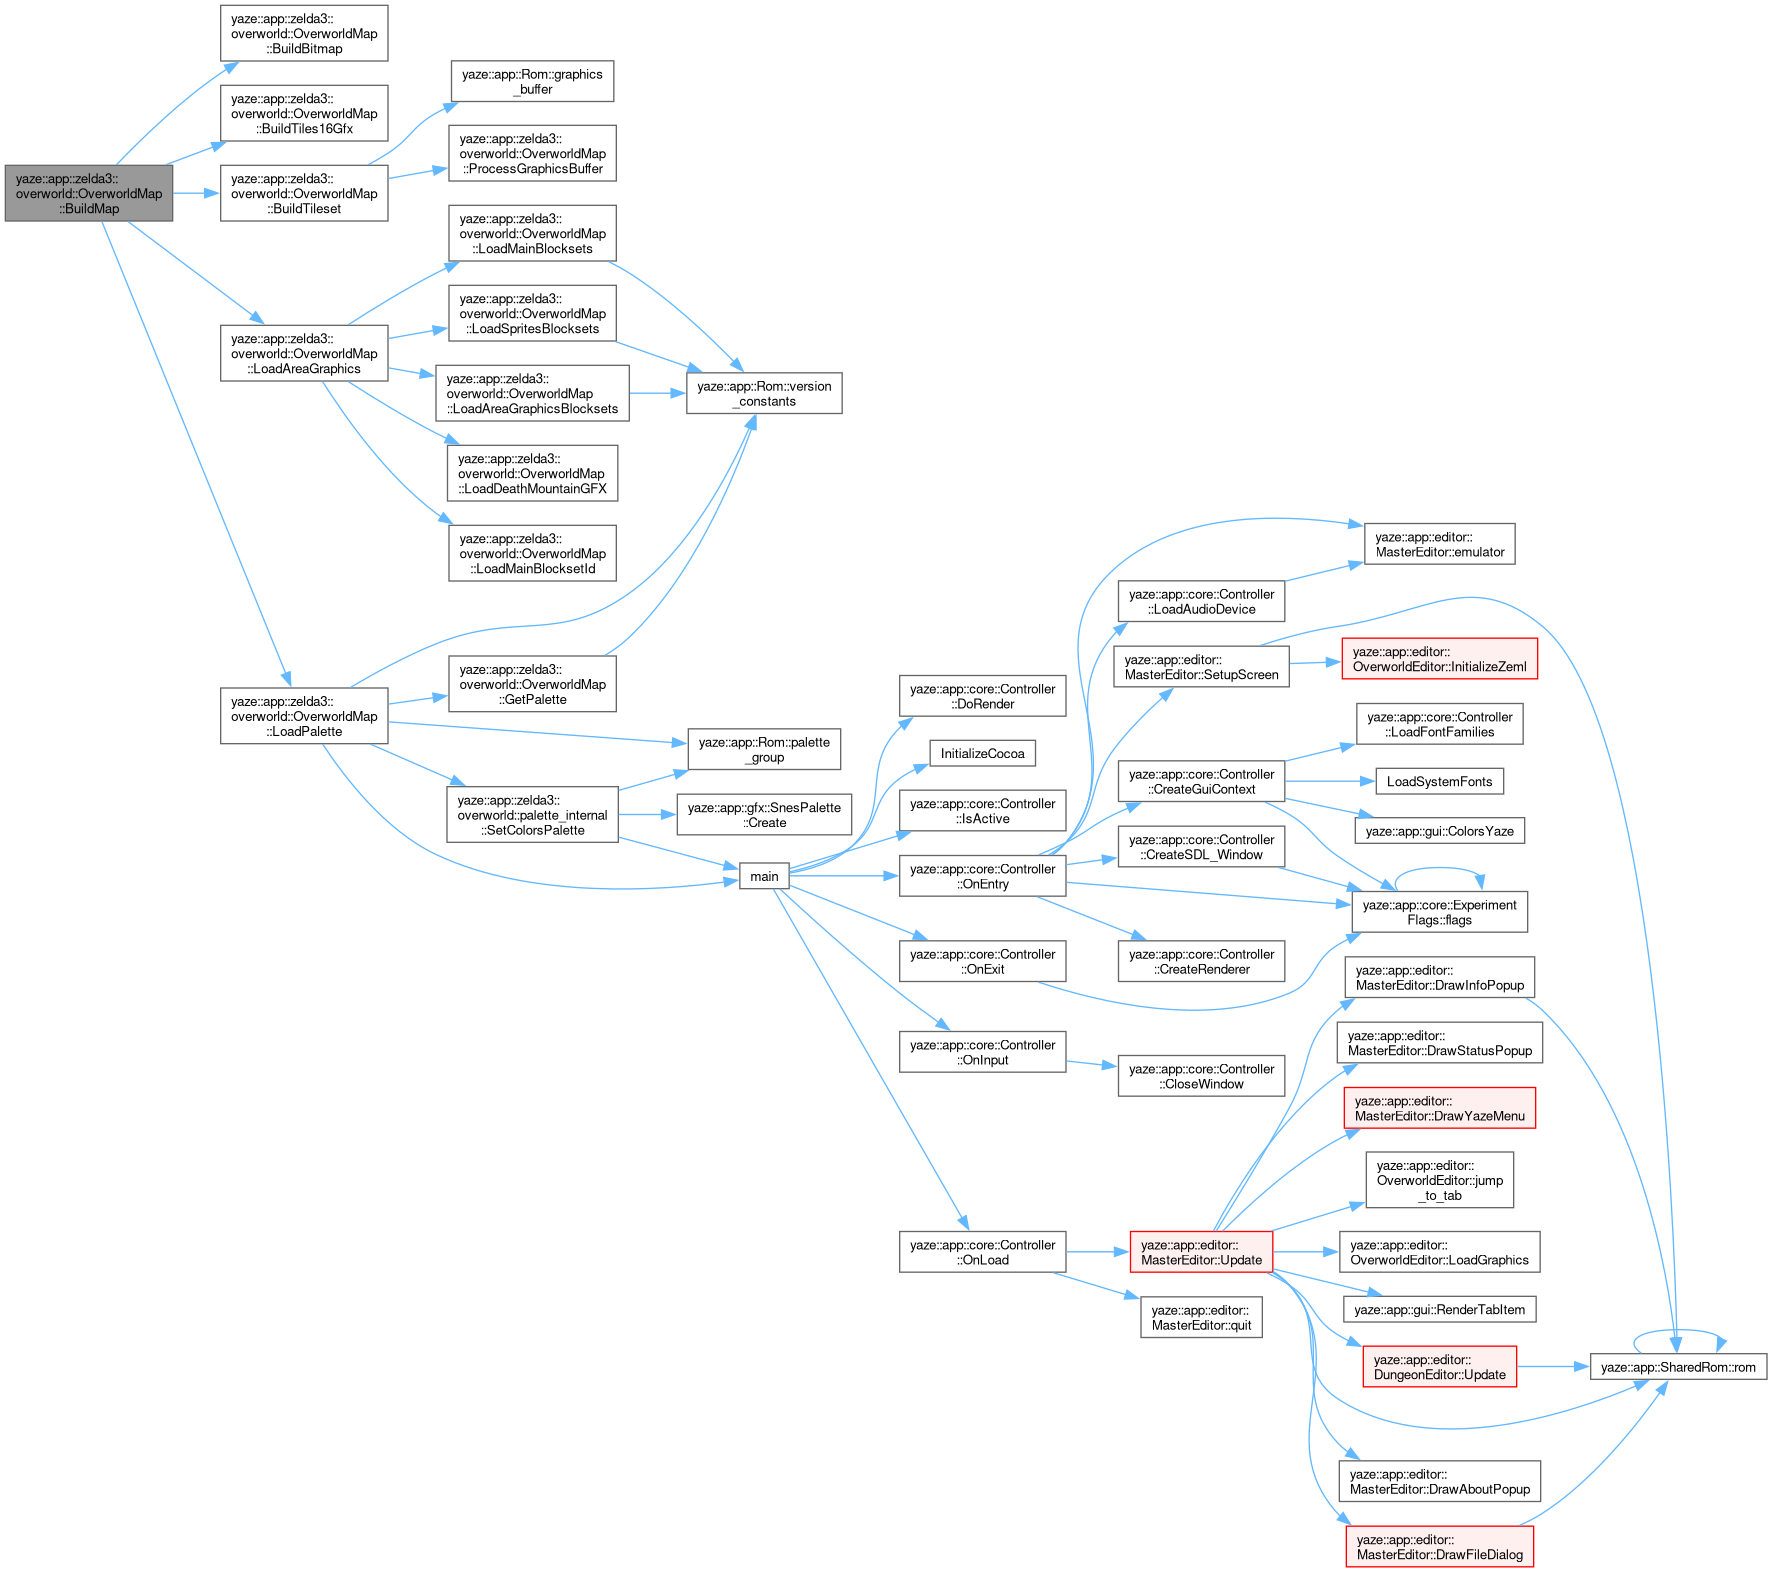 yaze::app::zelda3::
overworld::OverworldMap
::BuildMap
yaze::app::zelda3::
overworld::OverworldMap
::BuildBitmap
yaze::app::zelda3::
overworld::OverworldMap
::BuildTiles16Gfx
yaze::app::zelda3::
overworld::OverworldMap
::BuildTileset
yaze::app::zelda3::
overworld::OverworldMap
::LoadAreaGraphics
yaze::app::zelda3::
overworld::OverworldMap
::LoadPalette
yaze::app::Rom::graphics
_buffer
yaze::app::zelda3::
overworld::OverworldMap
::ProcessGraphicsBuffer
yaze::app::zelda3::
overworld::OverworldMap
::LoadMainBlocksets
yaze::app::zelda3::
overworld::OverworldMap
::LoadSpritesBlocksets
yaze::app::zelda3::
overworld::OverworldMap
::LoadAreaGraphicsBlocksets
yaze::app::zelda3::
overworld::OverworldMap
::LoadDeathMountainGFX
yaze::app::zelda3::
overworld::OverworldMap
::LoadMainBlocksetId
yaze::app::zelda3::
overworld::OverworldMap
::GetPalette
yaze::app::zelda3::
overworld::palette_internal
::SetColorsPalette
yaze::app::Rom::version
_constants
yaze::app::Rom::palette
_group
yaze::app::gfx::SnesPalette
::Create
main
yaze::app::core::Controller
::DoRender
InitializeCocoa
yaze::app::core::Controller
::IsActive
yaze::app::core::Controller
::OnEntry
yaze::app::core::Controller
::OnExit
yaze::app::core::Controller
::OnInput
yaze::app::core::Controller
::OnLoad
yaze::app::core::Controller
::LoadAudioDevice
yaze::app::editor::
MasterEditor::SetupScreen
yaze::app::core::Controller
::CreateGuiContext
yaze::app::core::Controller
::CreateSDL_Window
yaze::app::core::Controller
::CreateRenderer
yaze::app::core::Controller
::CloseWindow
yaze::app::editor::
MasterEditor::Update
yaze::app::editor::
MasterEditor::quit
yaze::app::editor::
MasterEditor::emulator
yaze::app::editor::
OverworldEditor::InitializeZeml
yaze::app::core::Controller
::LoadFontFamilies
LoadSystemFonts
yaze::app::gui::ColorsYaze
yaze::app::core::Experiment
Flags::flags
yaze::app::editor::
MasterEditor::DrawInfoPopup
yaze::app::editor::
MasterEditor::DrawStatusPopup
yaze::app::editor::
MasterEditor::DrawYazeMenu
yaze::app::editor::
OverworldEditor::jump
_to_tab
yaze::app::editor::
OverworldEditor::LoadGraphics
yaze::app::gui::RenderTabItem
yaze::app::editor::
DungeonEditor::Update
yaze::app::editor::
MasterEditor::DrawAboutPopup
yaze::app::editor::
MasterEditor::DrawFileDialog
yaze::app::SharedRom::rom